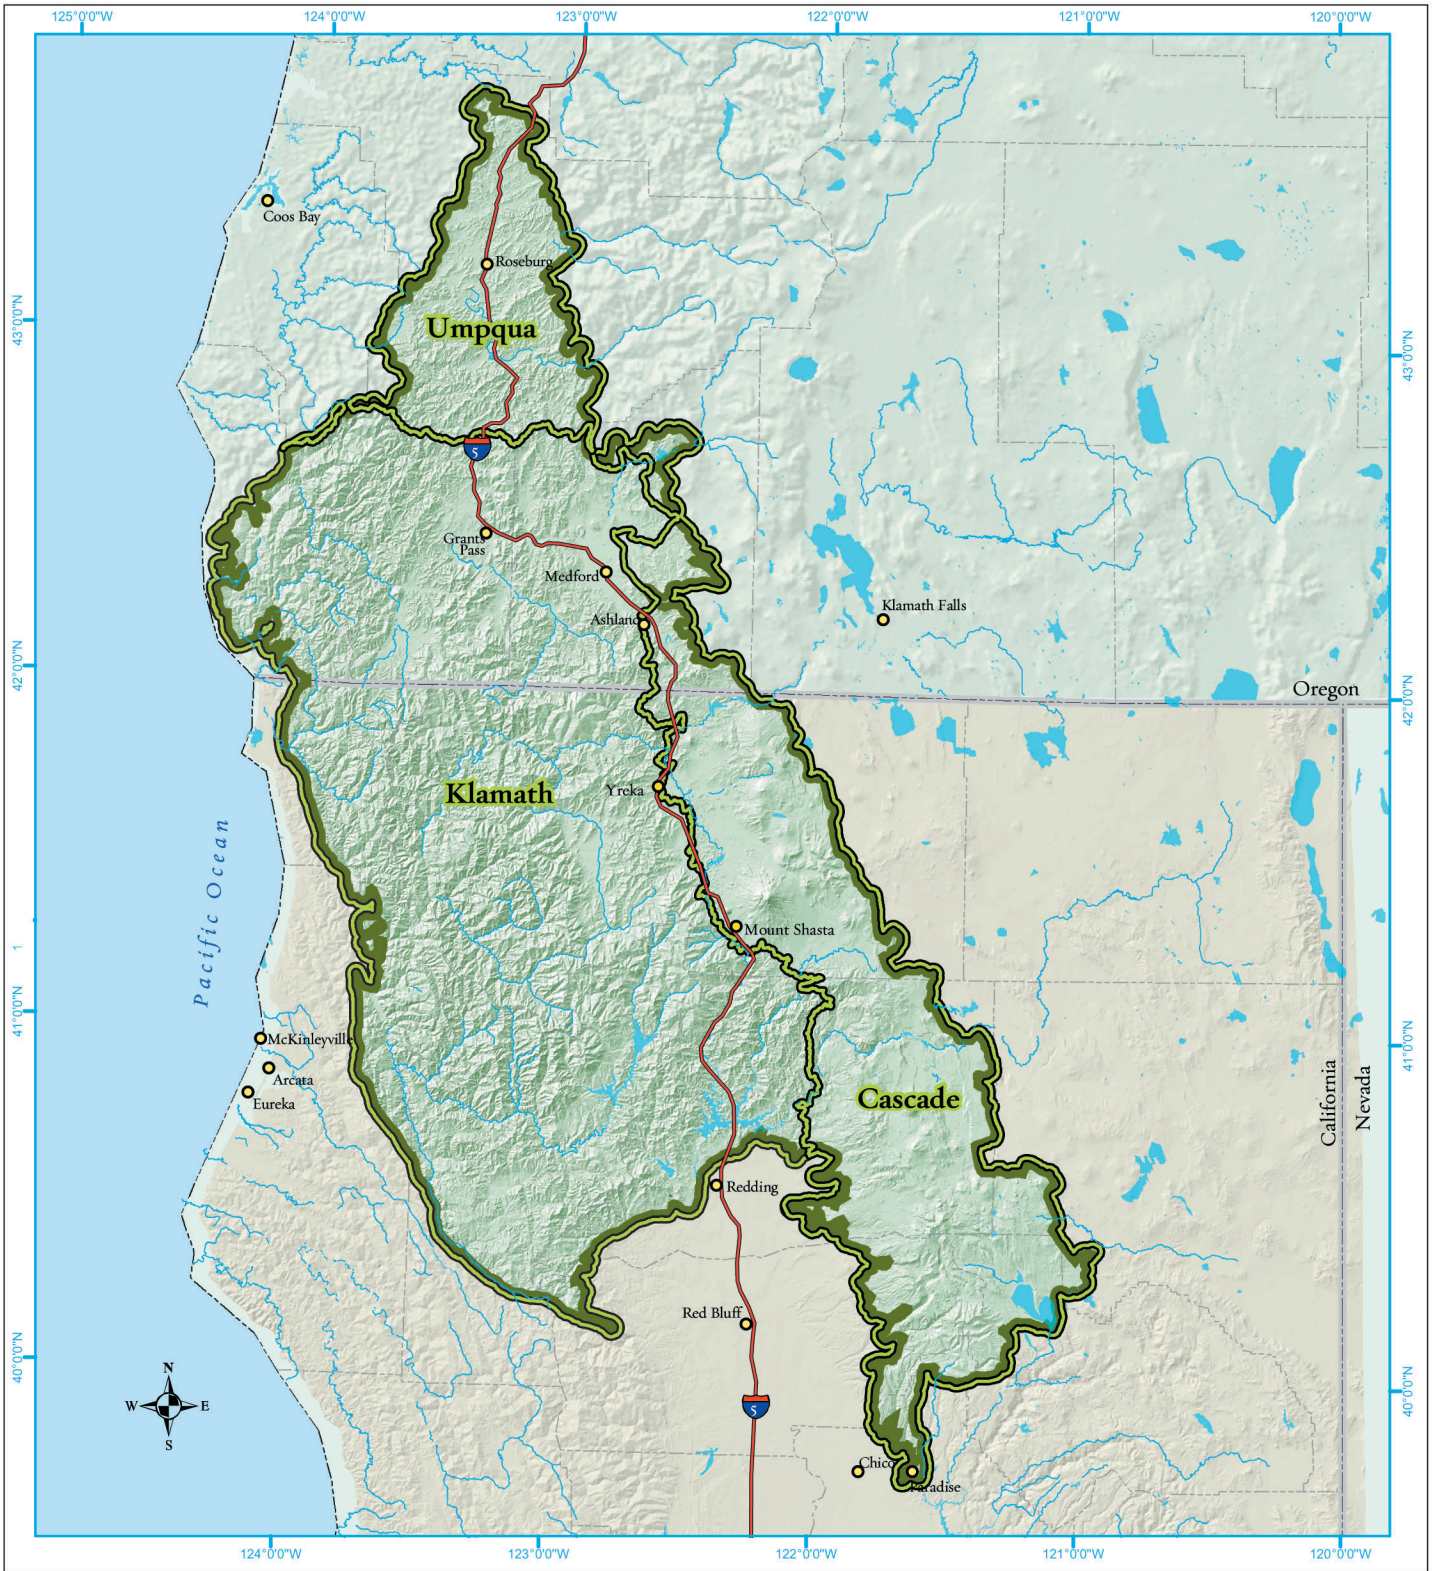 125°0'0"W
124°0'0"W
123°0'0"W
122°0'0"W
121°0'0"W
120°0'0"W
Coos Bay
Roseburg
43°0'0"N
Umpqua
43°0'0"N
5
Grants
Pass
Medford
Klamath Falls
Ashland
42°0'0"N
Oregon
42°0'0"N
Klamath
Yreka
Pacific Ocean
Mount Shasta
1
41°0'0"N
McKinleyville
41°0'0"N
Arcata
Eureka
Cascade
California
Nevada
Redding
Red Bluff
40°0'0"N
N
W
E
S
5
40°0'0"N
Chico
Paradise
124°0'0"W
123°0'0"W
122°0'0"W
121°0'0"W
120°0'0"W